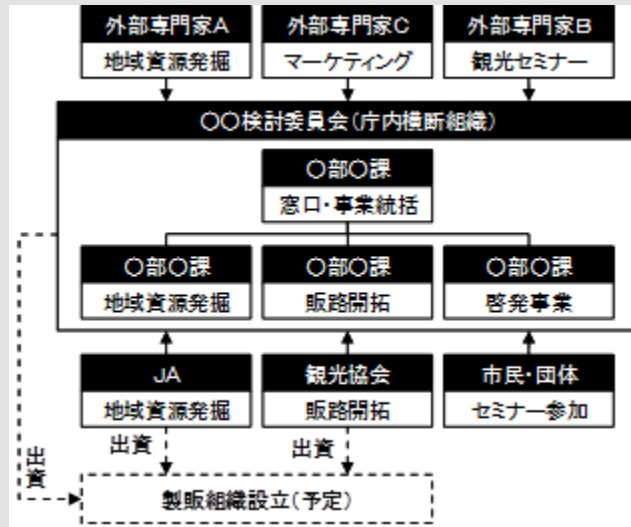 外部専門家A
外部専門家C
外部専門家B
地域資源発掘
マーケティング
観光セミナー
〇〇検討委員会(庁内横断組織)
〇部〇課
窓口・事業統括
〇部〇課
〇部〇課
〇部〇課
地域資源発掘
販路開拓
啓発事業
JA
観光協会
市民・団体
地域資源発掘
販路開拓
セミナー参加
出資
出資
出資
製販組織設立(予定)